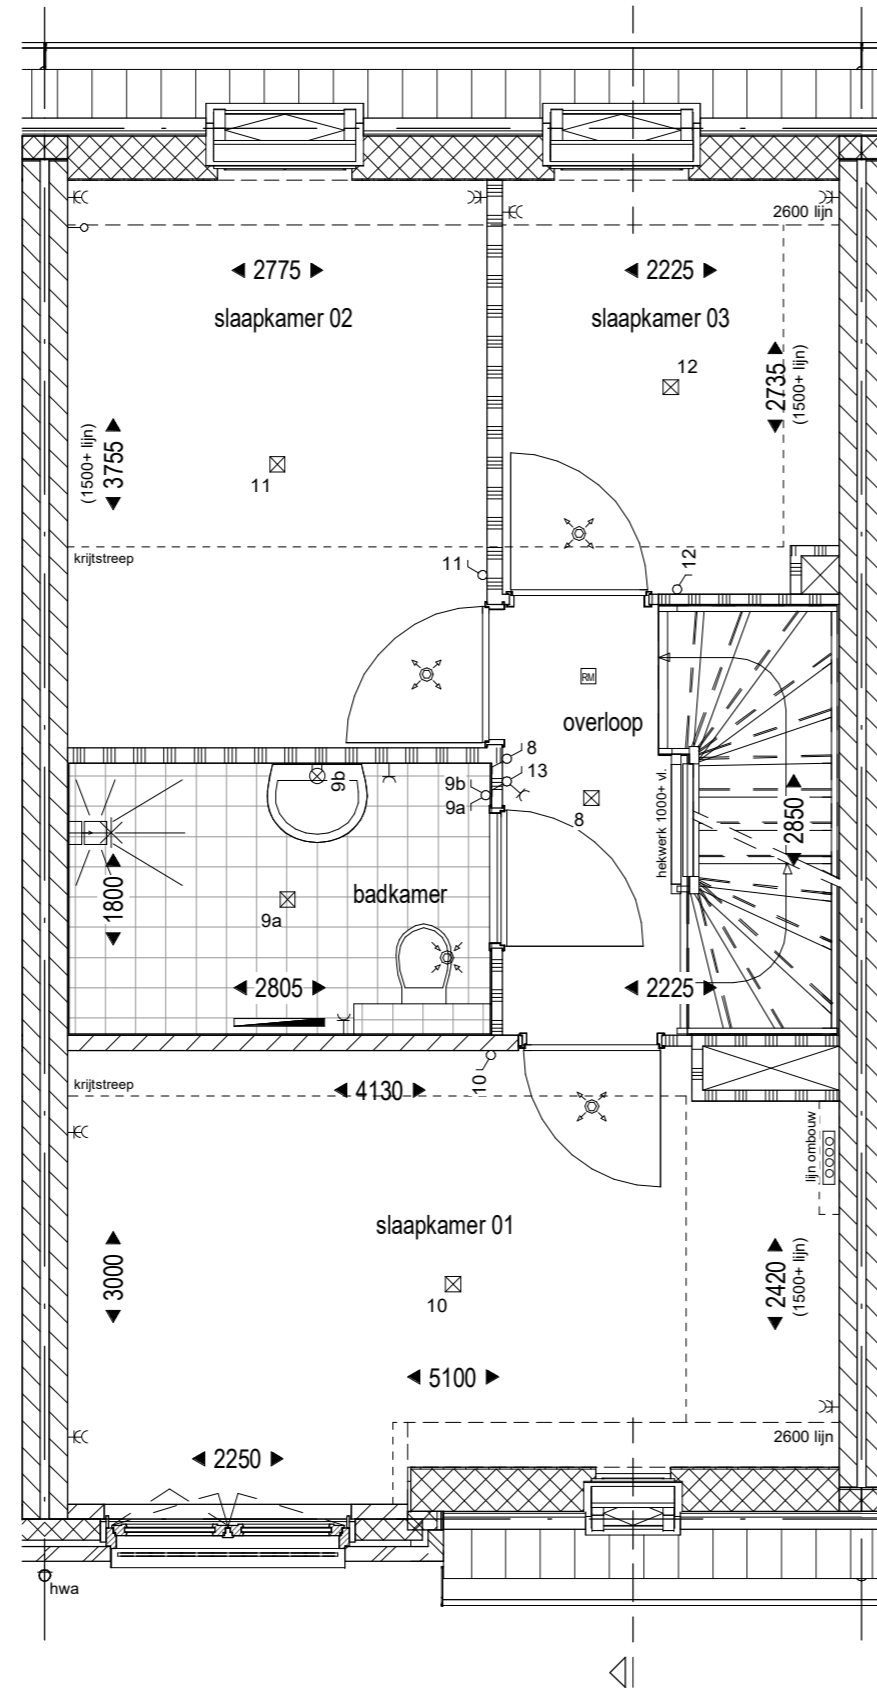 2600 lijn
2775
2225
slaapkamer 02
slaapkamer 03
12
2735
(1500+ lijn)
(1500+ lijn)
3755
11
krijtstreep
11
12
RM
overloop
8
13
9b
9b
9a
8
hekwerk 1000+ vl.
2850
1800
badkamer
9a
2805
2225
krijtstreep
4130
10
lijn ombouw
slaapkamer 01
3000
2420
(1500+ lijn)
10
5100
2250
2600 lijn
hwa